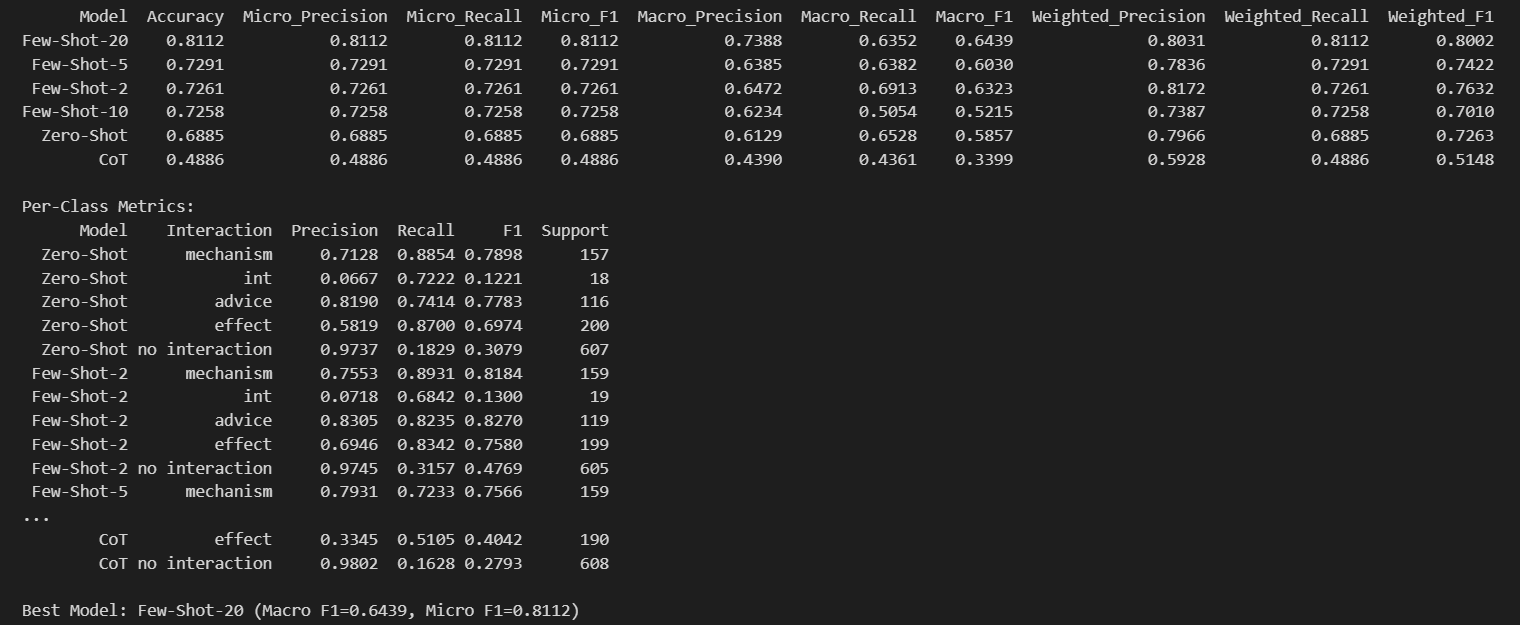 Model Accuracy Micro_Precision Micro_Recall Micro_F1 Macro_Precision Macro_Recall Macro_F1 Weighted_Precision Weighted_Recall Weighted_F1
Few-Shot-20 0.8112 0.8112 0.8112 0.8112 0.7388 0.6352 0.6439 0.8031 0.8112 0.8002
Few-Shot-5 0.7291 0.7291 0.7291 0.7291 0.6385 0.6382 0.6030 0.7836 0.7291 0.7422
Few-Shot-2 0.7261 0.7261 0.7261 0.7261 0.6472 0.6913 0.6323 0.8172 0.7261 0.7632
Few-Shot-10 0.7258 0.7258 0.7258 0.7258 0.6234 0.5054 0.5215 0.7387 0.7258 0.7010
Zero-Shot 0.6885 0.6885 0.6885 0.6885 0.6129 0.6528 0.5857 0.7966 0.6885 0.7263
CoT 0.4886 0.4886 0.4886 0.4886 0.4390 0.4361 0.3399 0.5928 0.4886 0.5148
Per-Class Metrics:
Model Interaction Precision Recall F1 Support
Zero-Shot mechanism 0.7128 0.8854 0.7898 157
Zero-Shot int 0.0667 0.7222 0.1221 18
Zero-Shot advice 0.8190 0.7414 0.7783 116
Zero-Shot effect 0.5819 0.8700 0.6974 200
Zero-Shot no interaction 0.9737 0.1829 0.3079 607
Few-Shot-2 mechanism 0.7553 0.8931 0.8184 159
Few-Shot-2 int 0.0718 0.6842 0.1300 19
Few-Shot-2 advice 0.8305 0.8235 0.8270 119
Few-Shot-2 effect 0.6946 0.8342 0.7580 199
Few-Shot-2 no interaction 0.9745 0.3157 0.4769 605
Few-Shot-5 mechanism 0.7931 0.7233 0.7566 159
...
CoT effect 0.3345 0.5105 0.4042 190
CoT no interaction 0.9802 0.1628 0.2793 608
Best Model: Few-Shot-20 (Macro F1=0.6439, Micro F1=0.8112)